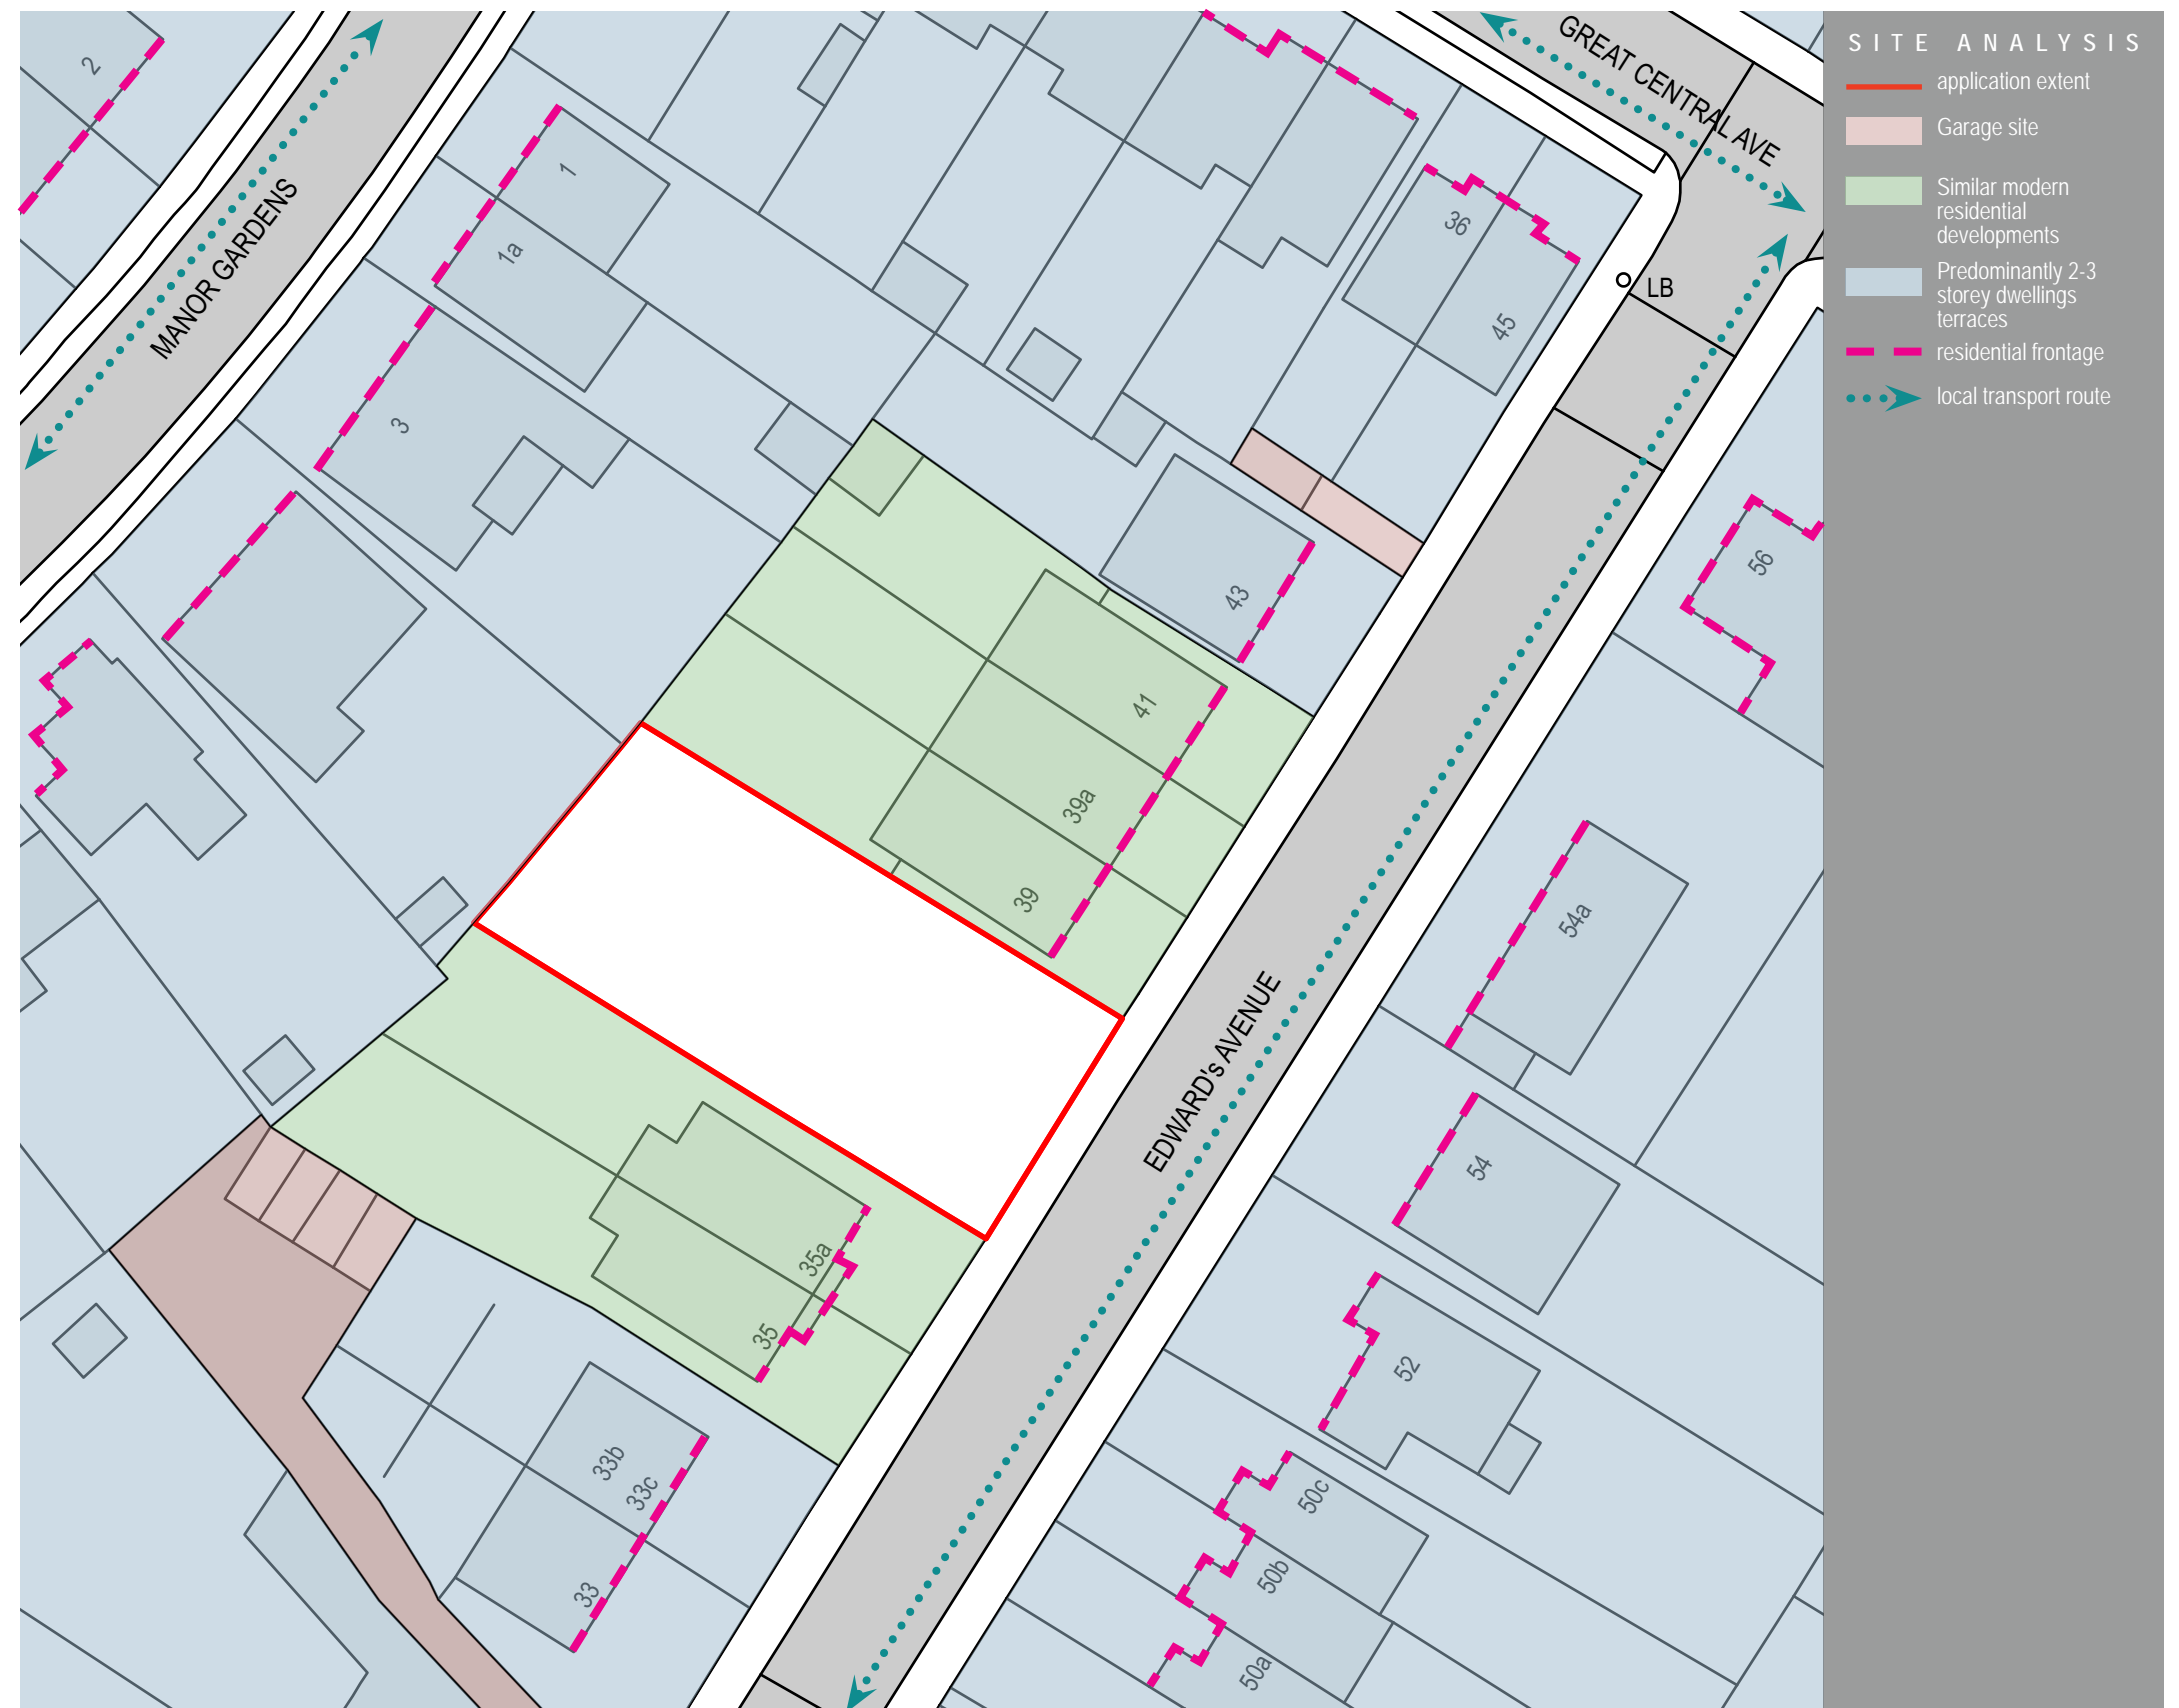 GREAT CENTRAL AVE
MANOR GARDENS
EDWARD's AVENUE
LB
2
1
1a
3
36
45
43
41
39a
39
35a
35
33b
33c
33
56
54a
54
52
50c
50b
50a
SITE ANALYSIS
application extent
Garage site
Similar modern
residential
developments
Predominantly 2-3
storey dwellings
terraces
residential frontage
local transport route